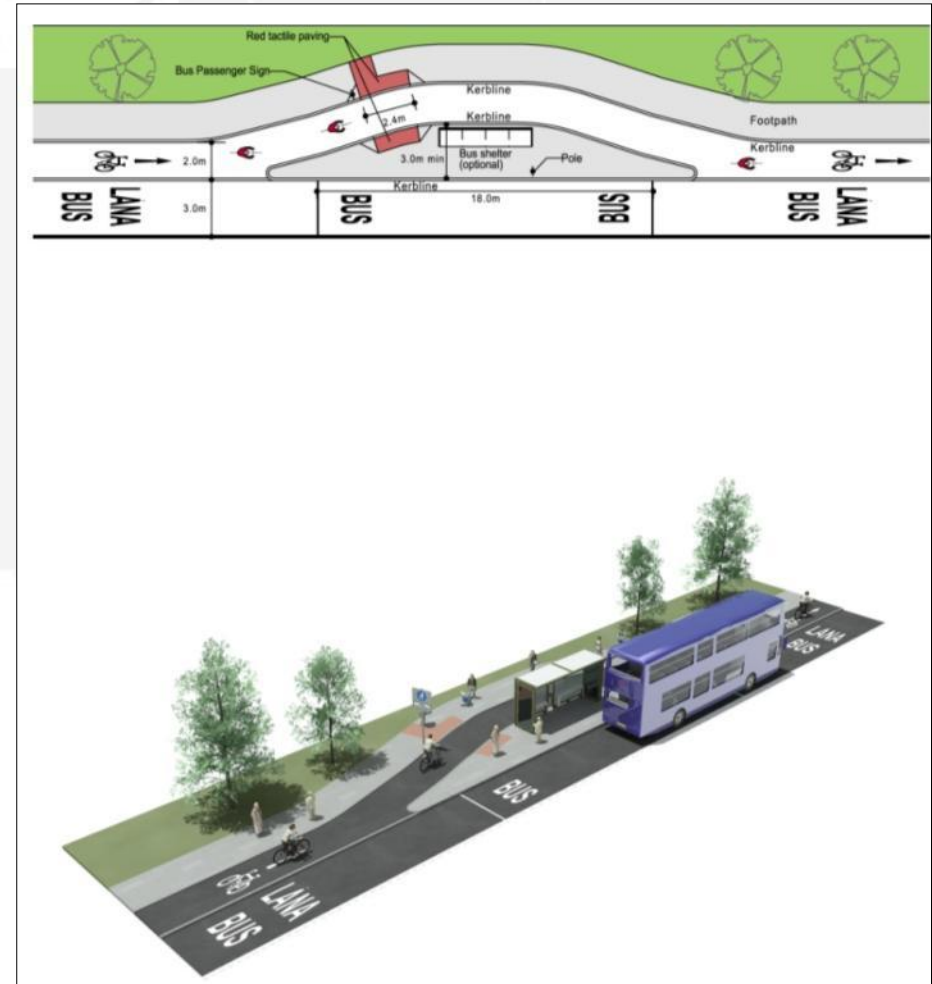 Red tactile paving
Bus Passenger Sign
Kerbline
2.4m
Kerbline
Footpath
Kerbline
2.0m
3.0m min
Bus shelter
(optional)
Pole
Kerbline
18.0m
3.0m
BUS
LANA
BUS
BUS
BUS
LANA
LANA
BUS
BUS
LANA
BUS